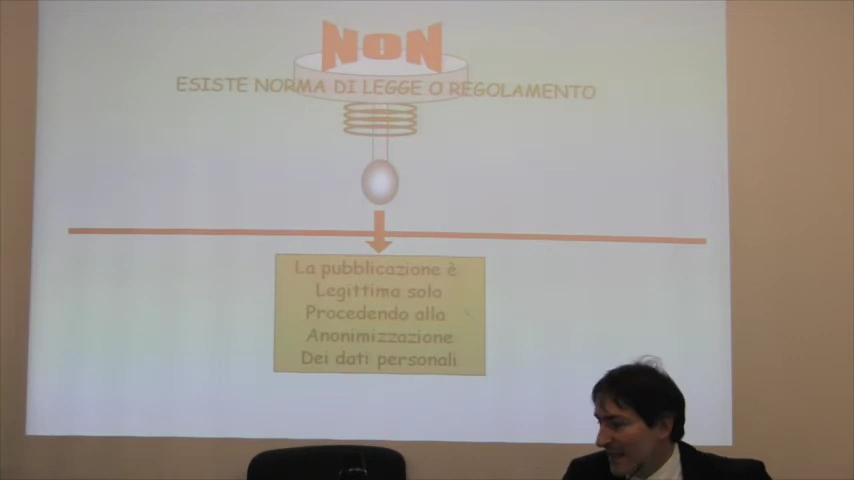 NON
ESISTE NORMA DI LEGGE O REGOLAMENTO
La pubblicazione è
Legittima solo
Procedendo alla
Anonimizzazione
Dei dati personali